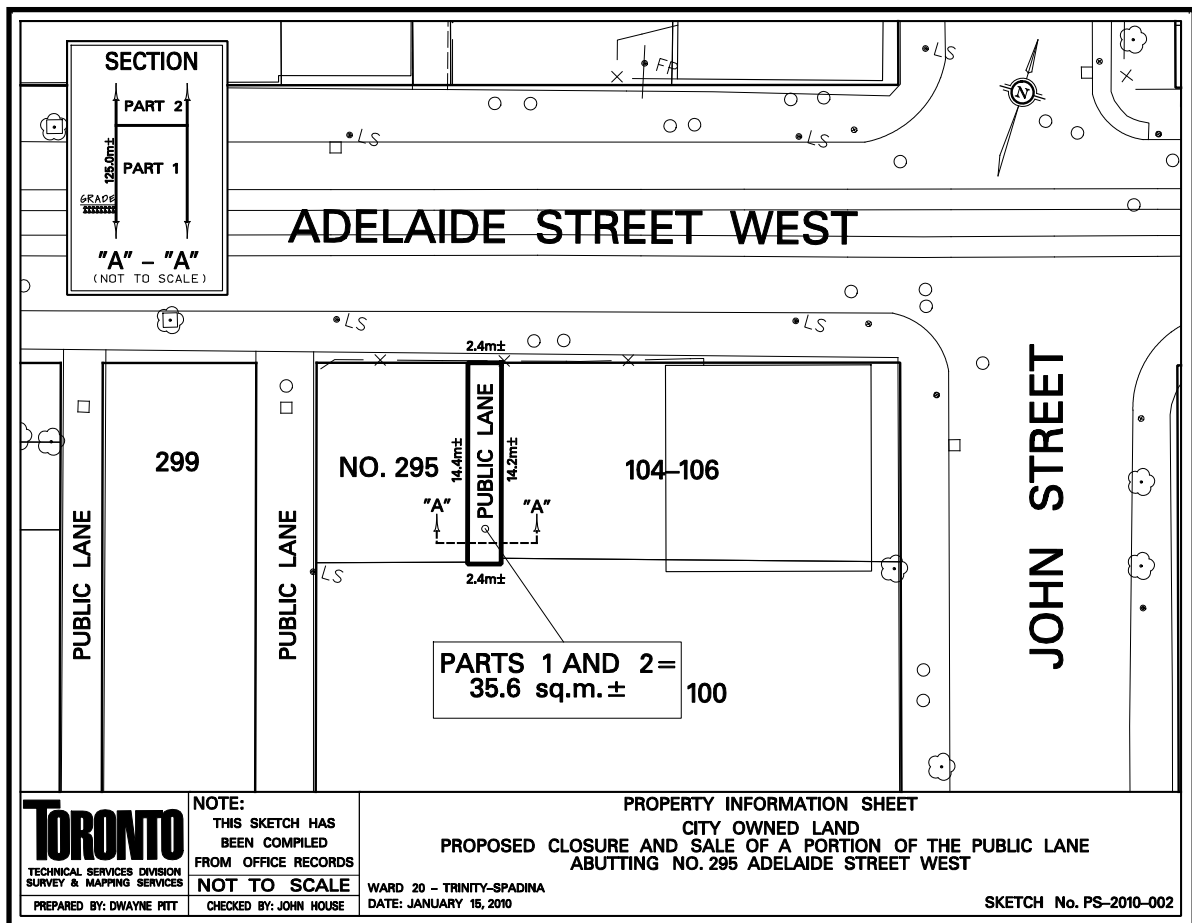 SECTION
PART 2
125.0m±
PART 1
GRADE
"A" – "A"
(NOT TO SCALE)
LS
FP
LS
LS
N
ADELAIDE STREET WEST
LS
LS
2.4m±
299
NO. 295
14.4m±
PUBLIC LANE
14.2m±
104–106
"A"
"A"
PUBLIC LANE
PUBLIC LANE
LS
2.4m±
JOHN STREET
PARTS 1 AND 2=
35.6 sq.m.±
100
TORONTO
TECHNICAL SERVICES DIVISION
SURVEY & MAPPING SERVICES
PREPARED BY: DWAYNE PITT
NOTE:
THIS SKETCH HAS
BEEN COMPILED
FROM OFFICE RECORDS
NOT TO SCALE
CHECKED BY: JOHN HOUSE
PROPERTY INFORMATION SHEET
CITY OWNED LAND
PROPOSED CLOSURE AND SALE OF A PORTION OF THE PUBLIC LANE
ABUTTING NO. 295 ADELAIDE STREET WEST
WARD 20 – TRINITY–SPADINA
DATE: JANUARY 15, 2010
SKETCH No. PS–2010–002